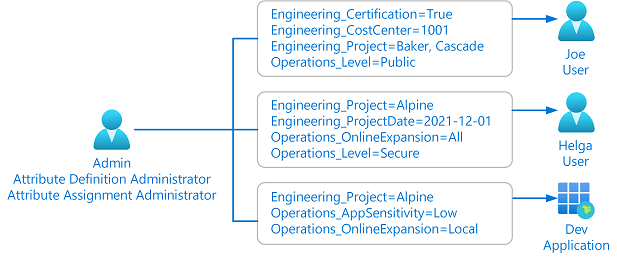 Engineering_Certification=True
Engineering_CostCenter=1001
Engineering_Project=Baker, Cascade
Operations_Level=Public
Joe
User
Engineering_Project=Alpine
Engineering_ProjectDate=2021-12-01
Operations_OnlineExpansion=All
Operations_Level=Secure
Helga
User
Admin
Attribute Definition Administrator
Attribute Assignment Administrator
Engineering_Project=Alpine
Operations_AppSensitivity=Low
Operations_OnlineExpansion=Local
Dev
Application